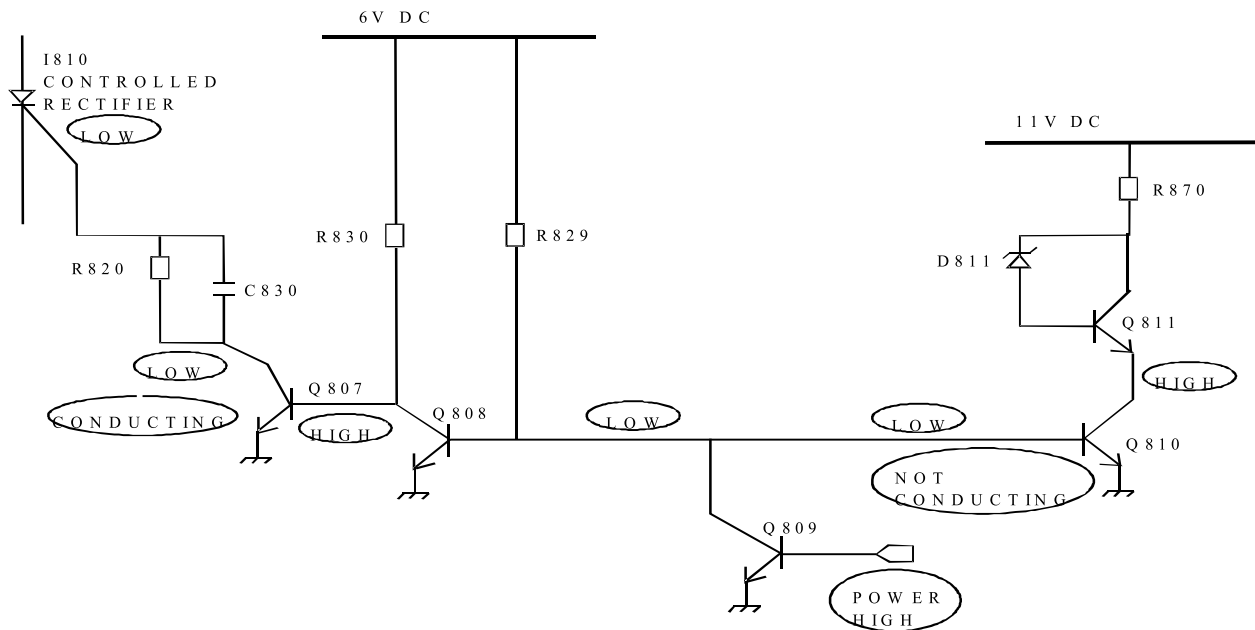 6V DC
I810
CONTROLLED
RECTIFIER
LOW
11V DC
R870
R830
R829
R820
D811
C830
Q811
LOW
Q807
HIGH
CONDUCTING
HIGH
Q808
LOW
LOW
Q810
NOT
CONDUCTING
Q809
POWER
HIGH